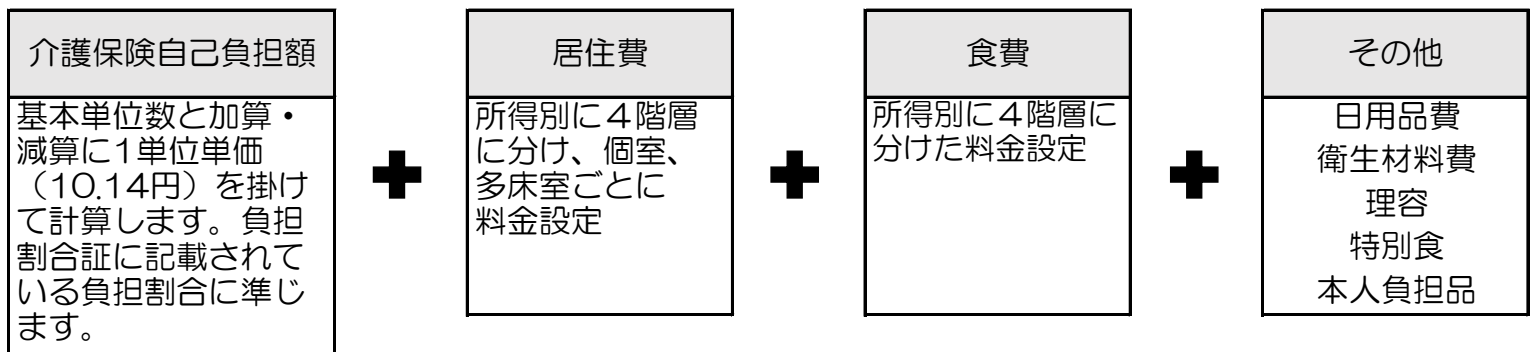 介護保険自己負担額
基本単位数と加算・
減算に1単位単価
（10.14円）を掛け
て計算します。負担
割合証に記載されて
いる負担割合に準じ
ます。
居住費
所得別に４階層
に分け、個室、
多床室ごとに
料金設定
食費
所得別に４階層に
分けた料金設定
その他
日用品費
衛生材料費
理容
特別食
本人負担品